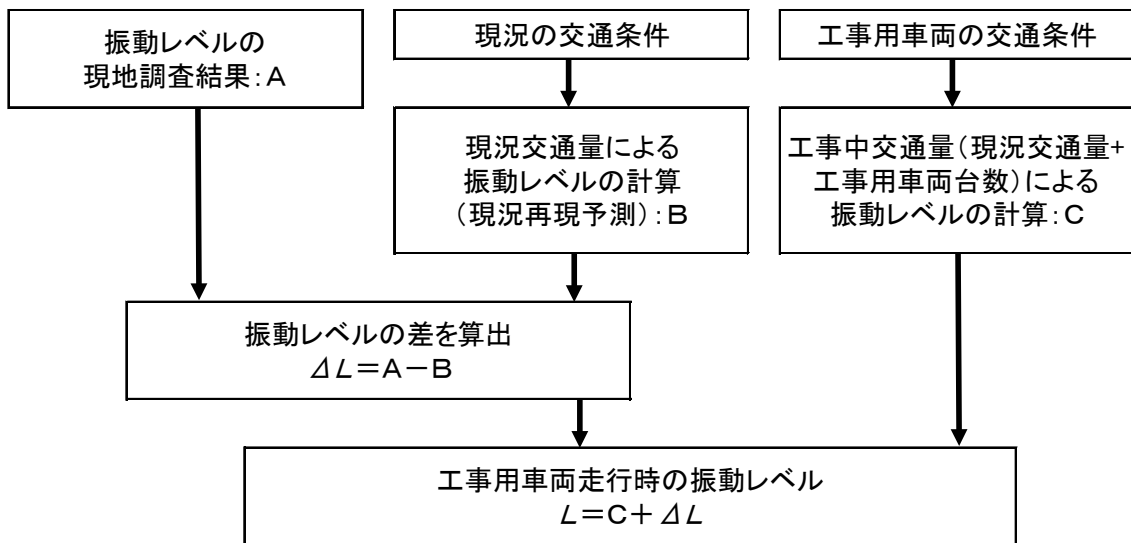 振動レベルの
現地調査結果:A
現況の交通条件
工事用車両の交通条件
現況交通量による
振動レベルの計算
(現況再現予測):B
工事中交通量(現況交通量+
工事用車両台数)による
振動レベルの計算:C
振動レベルの差を算出
ΔL=A-B
工事用車両走行時の振動レベル
L=C+ΔL